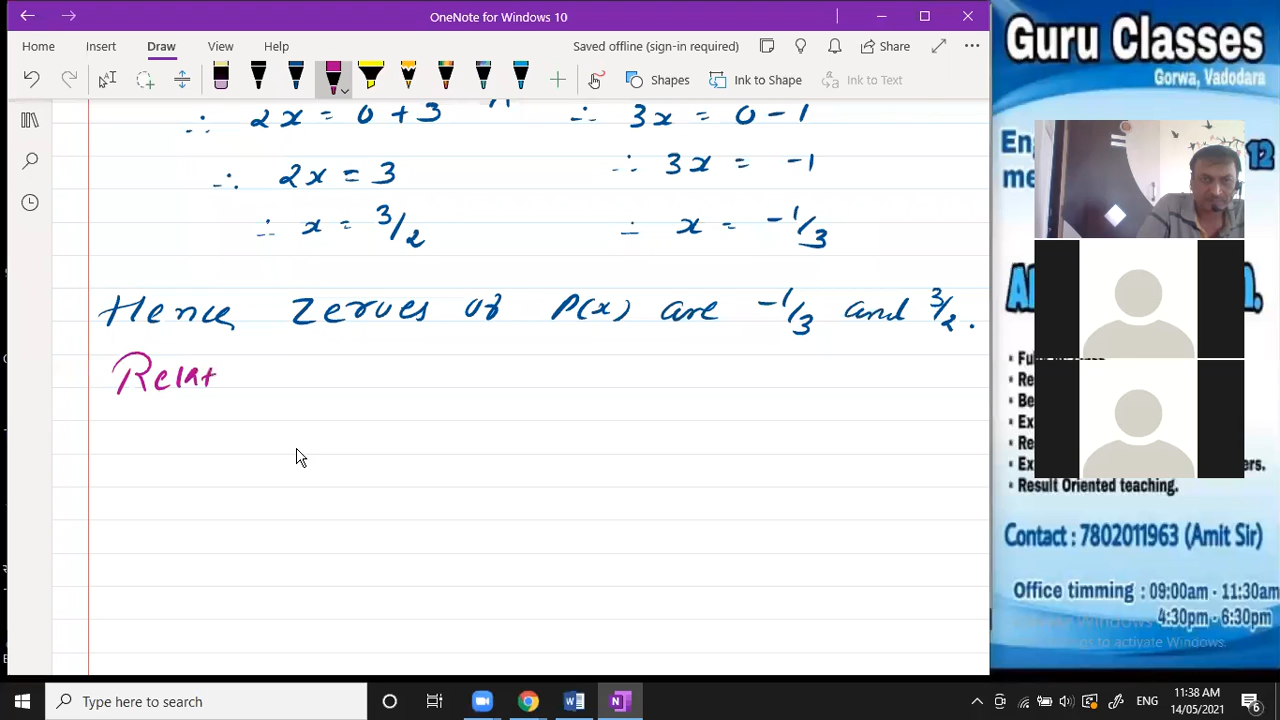 OneNote for Windows 10
Home Insert Draw View Help Saved offline (sign-in required) Share
Shapes Ink to Shape Ink to Text
∴ 2x = 0 + 3 ∴ 3x = 0 - 1
∴ 2x = 3 ∴ 3x = -1
∴ x = 3/2 ∴ x = -1/3
Hence Zeroes of P(x) are -1/3 and 3/2.
Relat
Guru Classes
Gorwa, Vadodara
12
• Result Oriented teaching.
Contact : 7802011963 (Amit Sir)
Office timming : 09:00am - 11:30am
4:30pm - 6:30pm
Type here to search
ENG
11:38 AM
14/05/2021
6